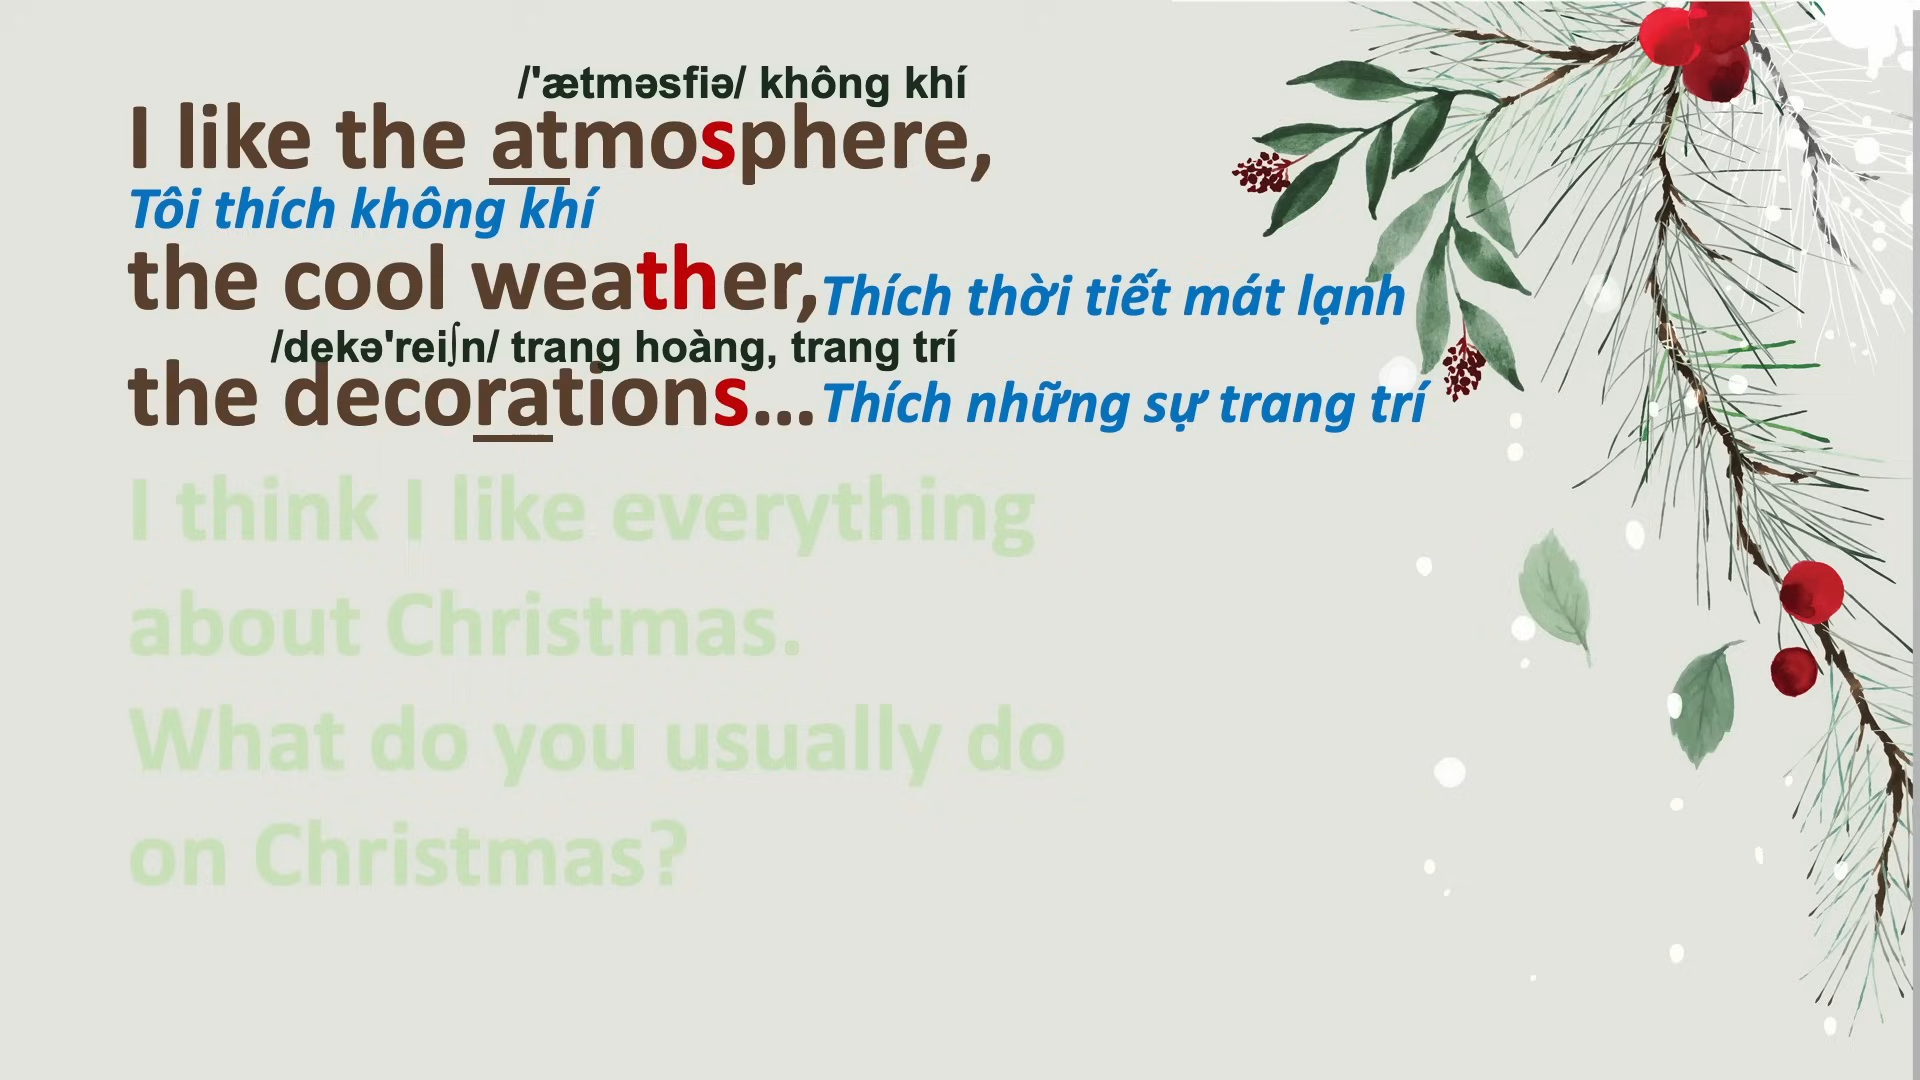 /'ætməsfiə/ không khí
I like the atmosphere,
Tôi thích không khí
the cool weather, Thích thời tiết mát lạnh
/dekə'rei∫n/ trang hoàng, trang trí
the decorations... Thích những sự trang trí
I think I like everything
about Christmas.
What do you usually do
on Christmas?